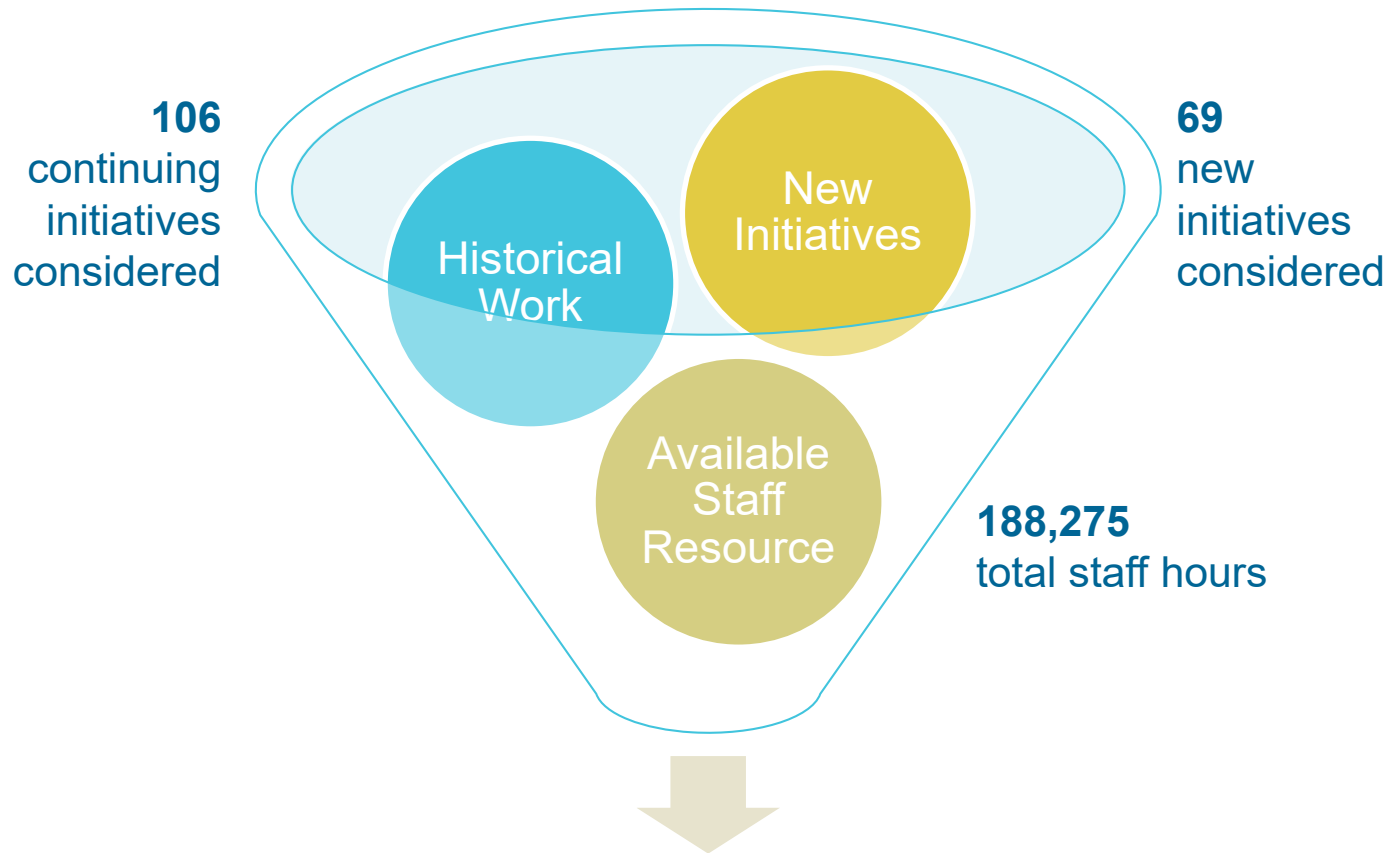 106
continuing
initiatives
considered
Historical
Work
New
Initiatives
69
new
initiatives
considered
Available
Staff
Resource
188,275
total staff hours